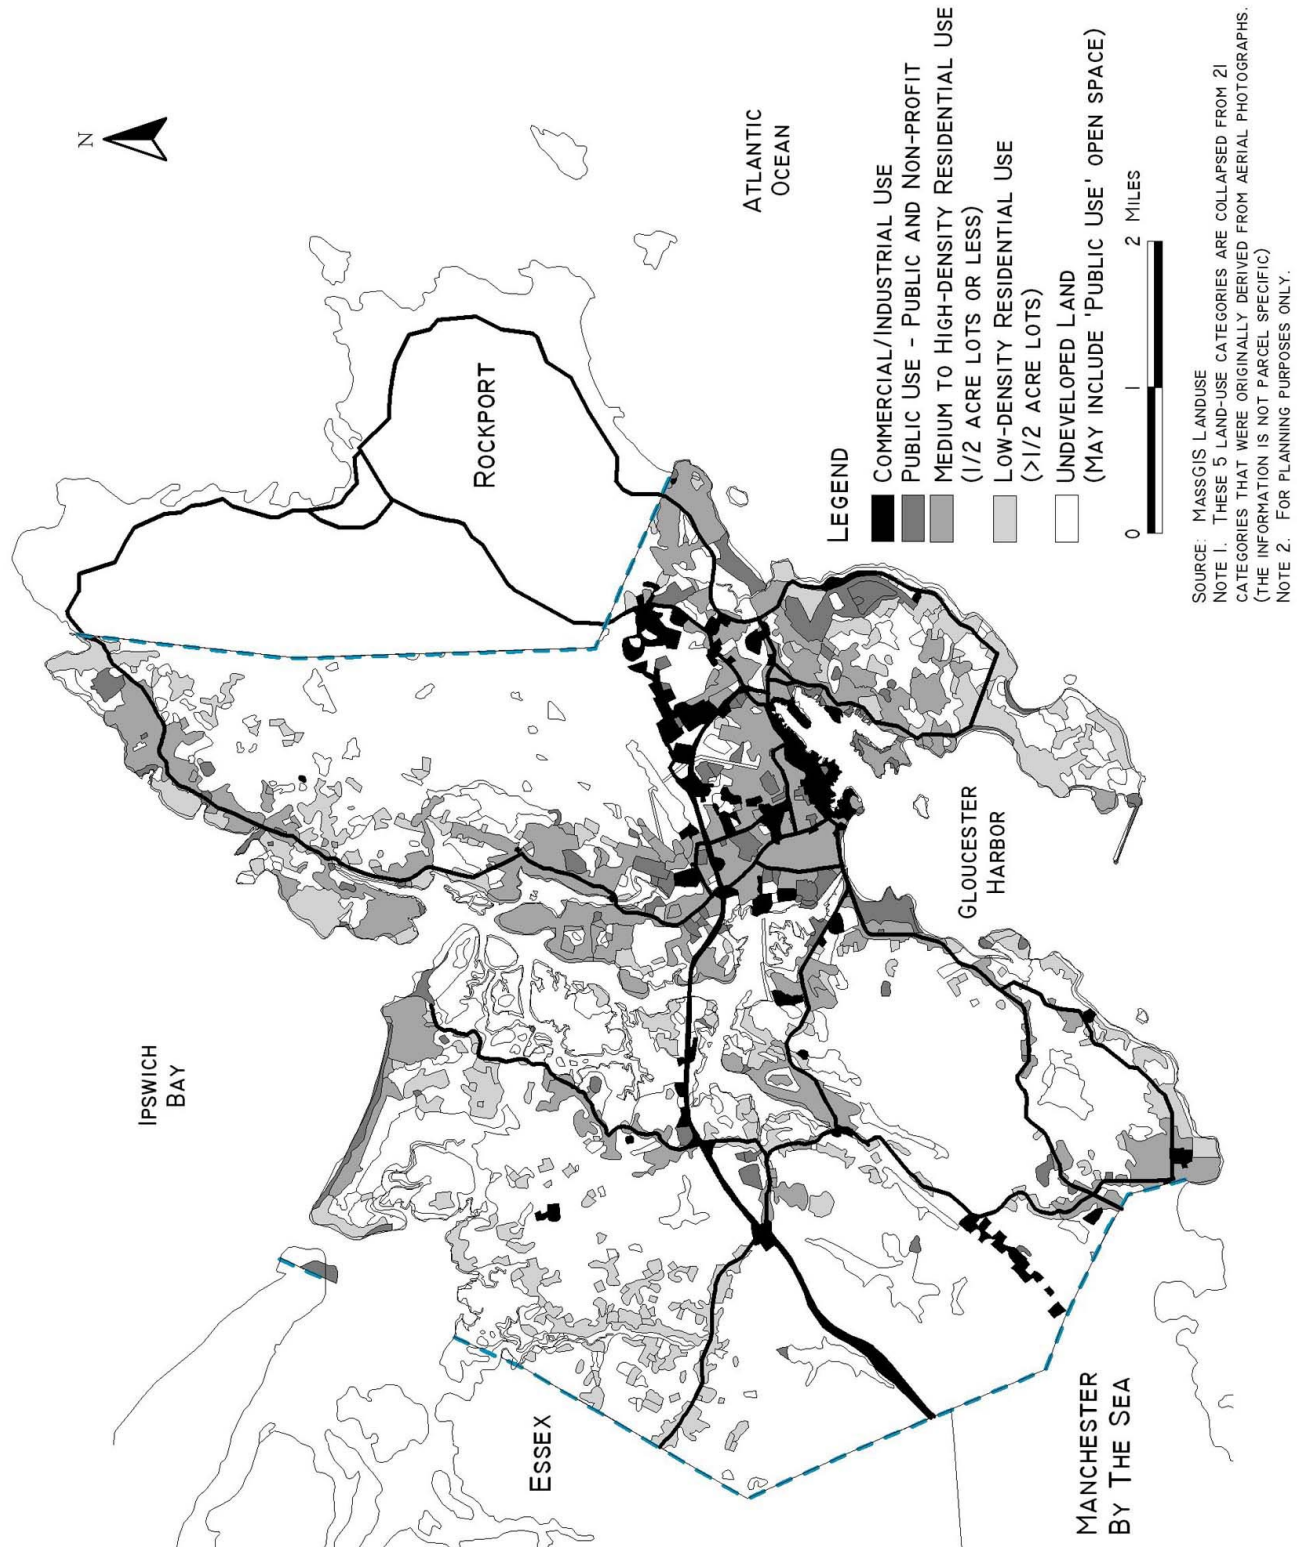 N
IPSWICH
BAY
ROCKPORT
ATLANTIC
OCEAN
ESSEX
GLOUCESTER
HARBOR
MANCHESTER
BY THE SEA
LEGEND
COMMERCIAL/INDUSTRIAL USE
PUBLIC USE - PUBLIC AND NON-PROFIT
MEDIUM TO HIGH-DENSITY RESIDENTIAL USE
(1/2 ACRE LOTS OR LESS)
LOW-DENSITY RESIDENTIAL USE
(>1/2 ACRE LOTS)
UNDEVELOPED LAND
(MAY INCLUDE 'PUBLIC USE' OPEN SPACE)
0 1 2 MILES
SOURCE: MASSGIS LANDUSE
NOTE 1. THESE 5 LAND-USE CATEGORIES ARE COLLAPSED FROM 21
CATEGORIES THAT WERE ORIGINALLY DERIVED FROM AERIAL PHOTOGRAPHS.
(THE INFORMATION IS NOT PARCEL SPECIFIC)
NOTE 2. FOR PLANNING PURPOSES ONLY.